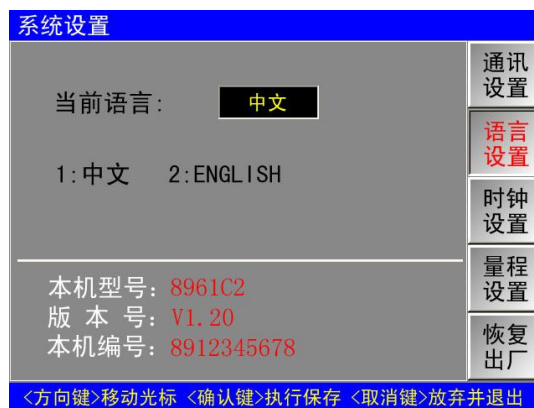 系统设置
当前语言: 中文
1:中文 2:ENGLISH
本机型号：8961C2
版 本 号：V1.20
本机编号：8912345678
通讯
设置
语言
设置
时钟
设置
量程
设置
恢复
出厂
<方向键>移动光标 <确认键>执行保存 <取消键>放弃并退出